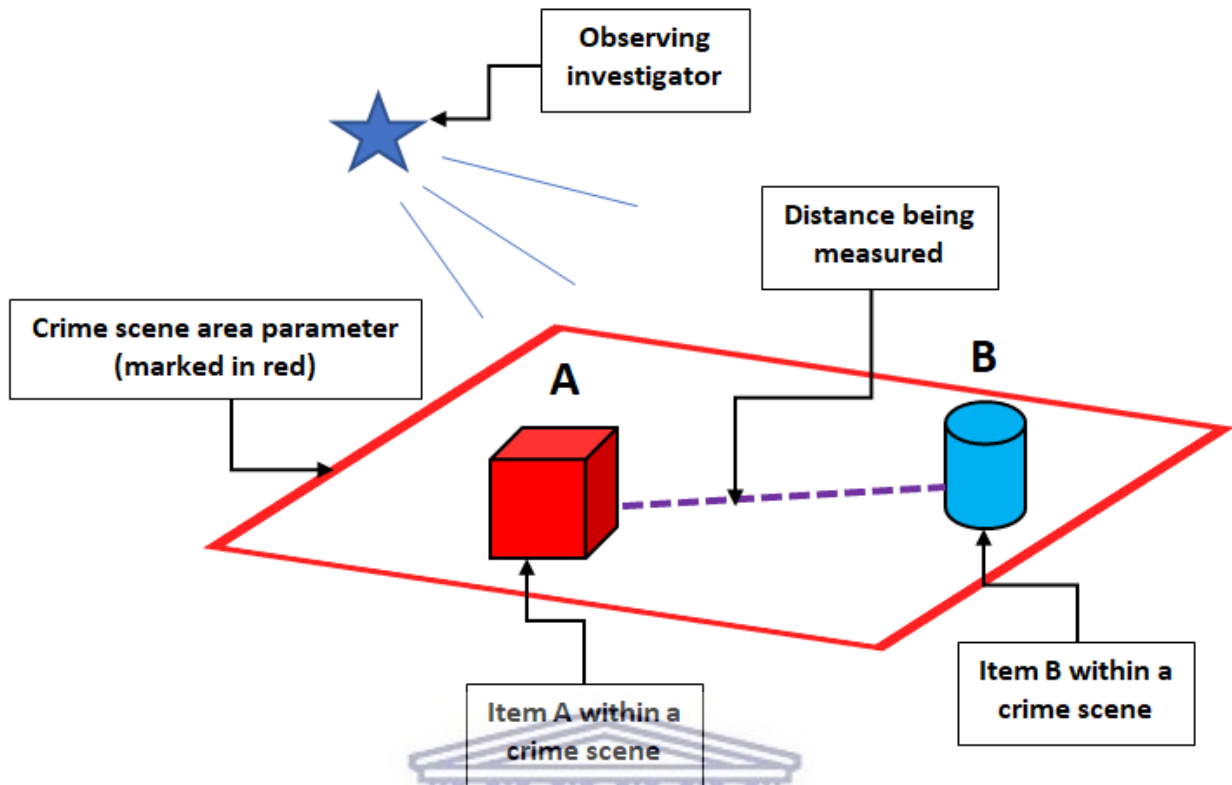 Observing
investigator
Distance being
measured
Crime scene area parameter
(marked in red)
A
B
Item A within a
crime scene
Item B within a
crime scene